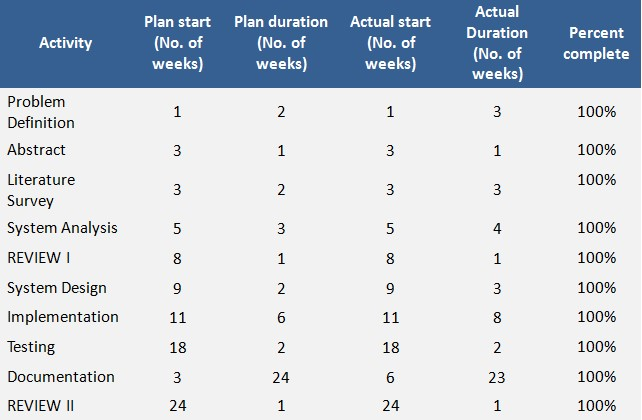 Activity Plan start (No. of weeks) Plan duration (No. of weeks) Actual start (No. of weeks) Actual Duration (No. of weeks) Percent complete
Problem Definition 1 2 1 3 100%
Abstract 3 1 3 1 100%
Literature Survey 3 2 3 3 100%
System Analysis 5 3 5 4 100%
REVIEW I 8 1 8 1 100%
System Design 9 2 9 3 100%
Implementation 11 6 11 8 100%
Testing 18 2 18 2 100%
Documentation 3 24 6 23 100%
REVIEW II 24 1 24 1 100%